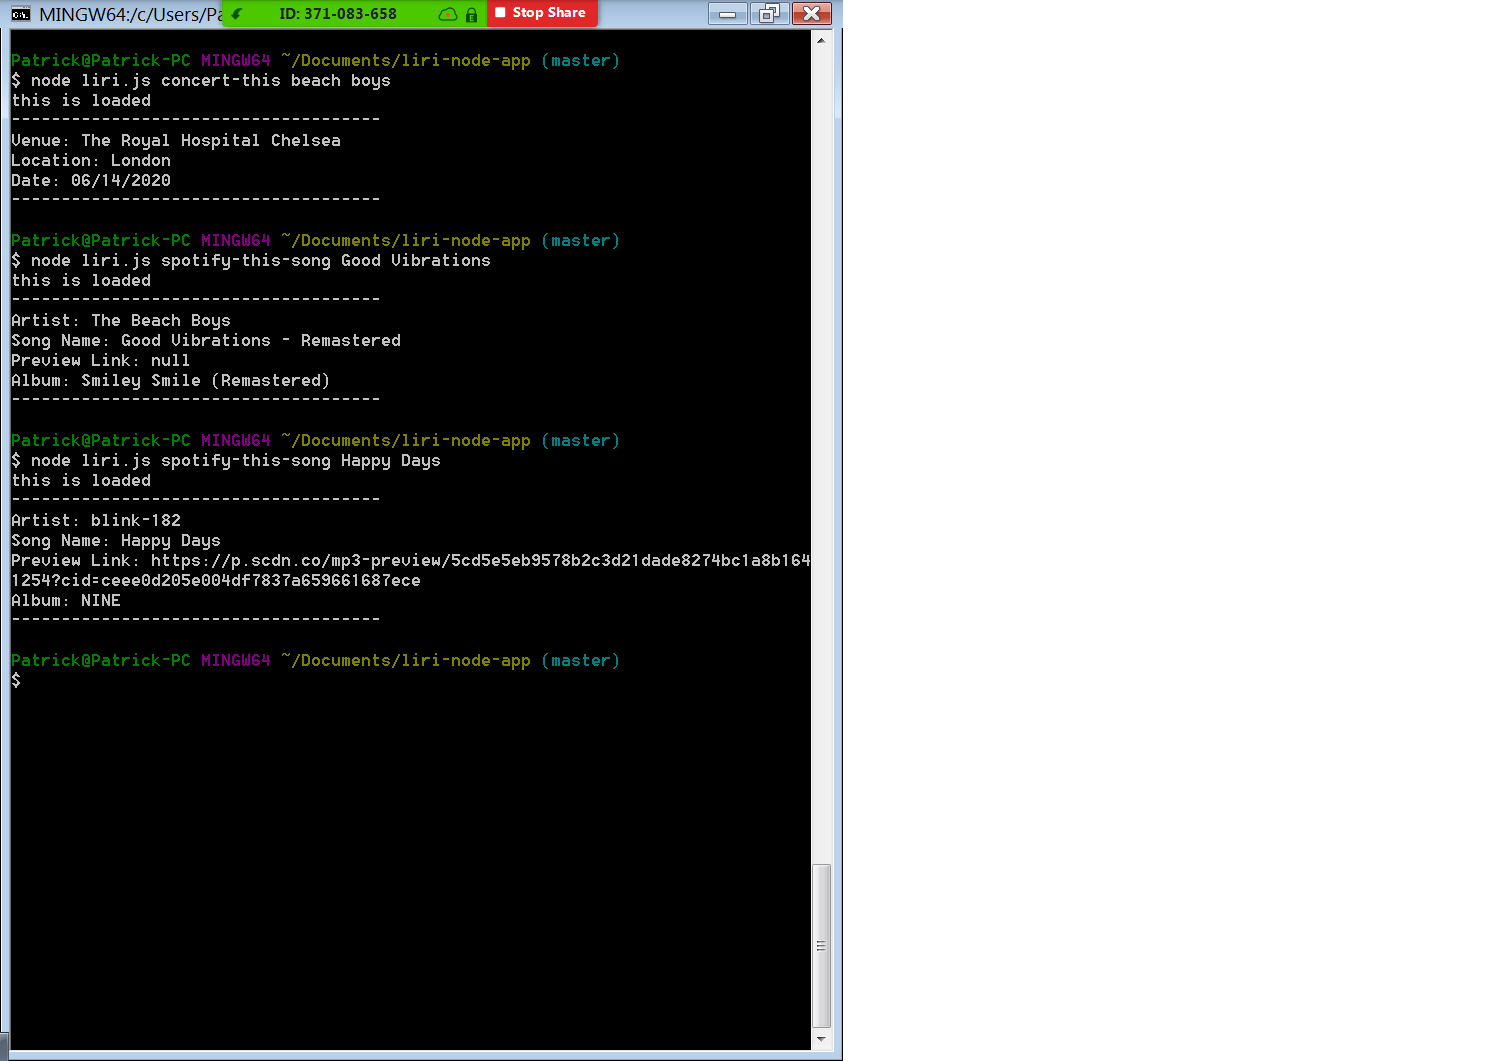 MINGW64:/c/Users/Pa
ID: 371-083-658
Stop Share
Patrick@Patrick-PC MINGW64 ~/Documents/liri-node-app (master)
$ node liri.js concert-this beach boys
this is loaded
-------------------------------------
Venue: The Royal Hospital Chelsea
Location: London
Date: 06/14/2020
-------------------------------------
Patrick@Patrick-PC MINGW64 ~/Documents/liri-node-app (master)
$ node liri.js spotify-this-song Good Vibrations
this is loaded
-------------------------------------
Artist: The Beach Boys
Song Name: Good Vibrations - Remastered
Preview Link: null
Album: Smiley Smile (Remastered)
-------------------------------------
Patrick@Patrick-PC MINGW64 ~/Documents/liri-node-app (master)
$ node liri.js spotify-this-song Happy Days
this is loaded
-------------------------------------
Artist: blink-182
Song Name: Happy Days
Preview Link: https://p.scdn.co/mp3-preview/5cd5e5eb9578b2c3d21dade8274bc1a8b164
1254?cid=ceee0d205e004df7837a659661687ece
Album: NINE
-------------------------------------
Patrick@Patrick-PC MINGW64 ~/Documents/liri-node-app (master)
$